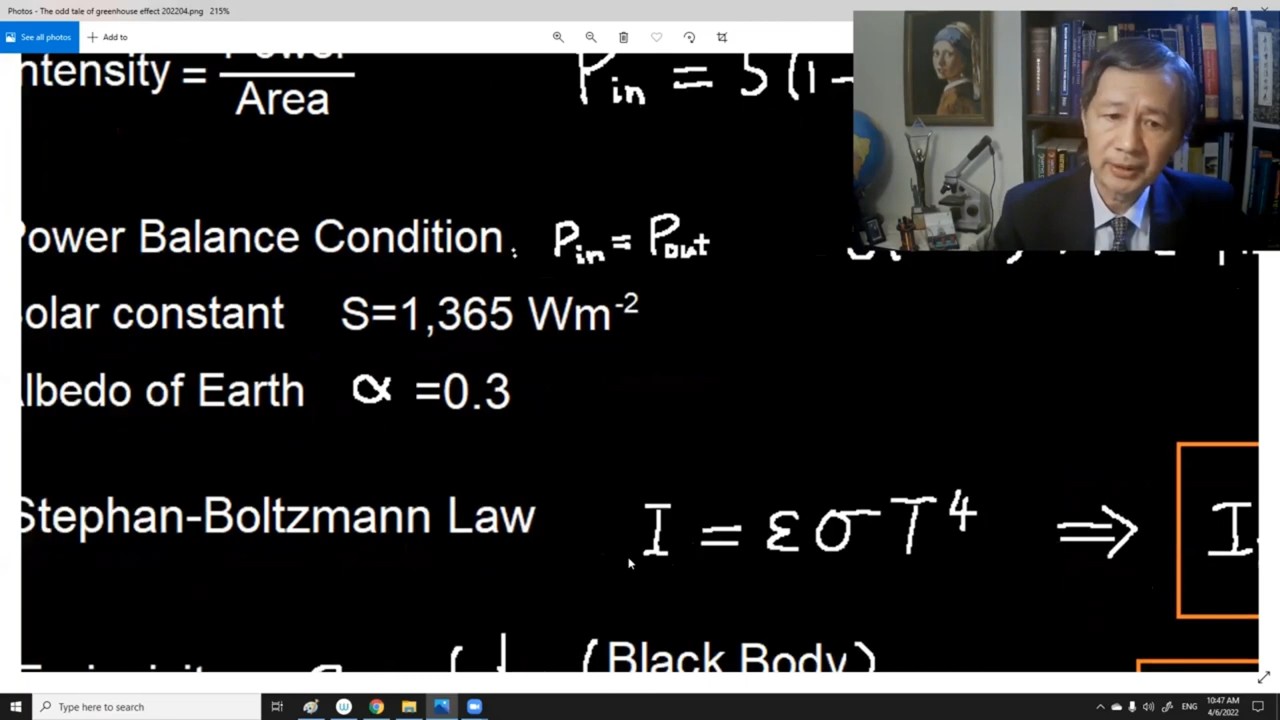 Photos - The odd tale of greenhouse effect 202204.png 215%
See all photos + Add to
ntensity = Power / Area
P_in = S(1-
Power Balance Condition. P_in = P_out
olar constant S=1,365 Wm⁻²
lbedo of Earth α =0.3
Stephan-Boltzmann Law I = εσT⁴ ⇒ I
(Black Body)
Type here to search
ENG
10:47 AM
4/6/2022